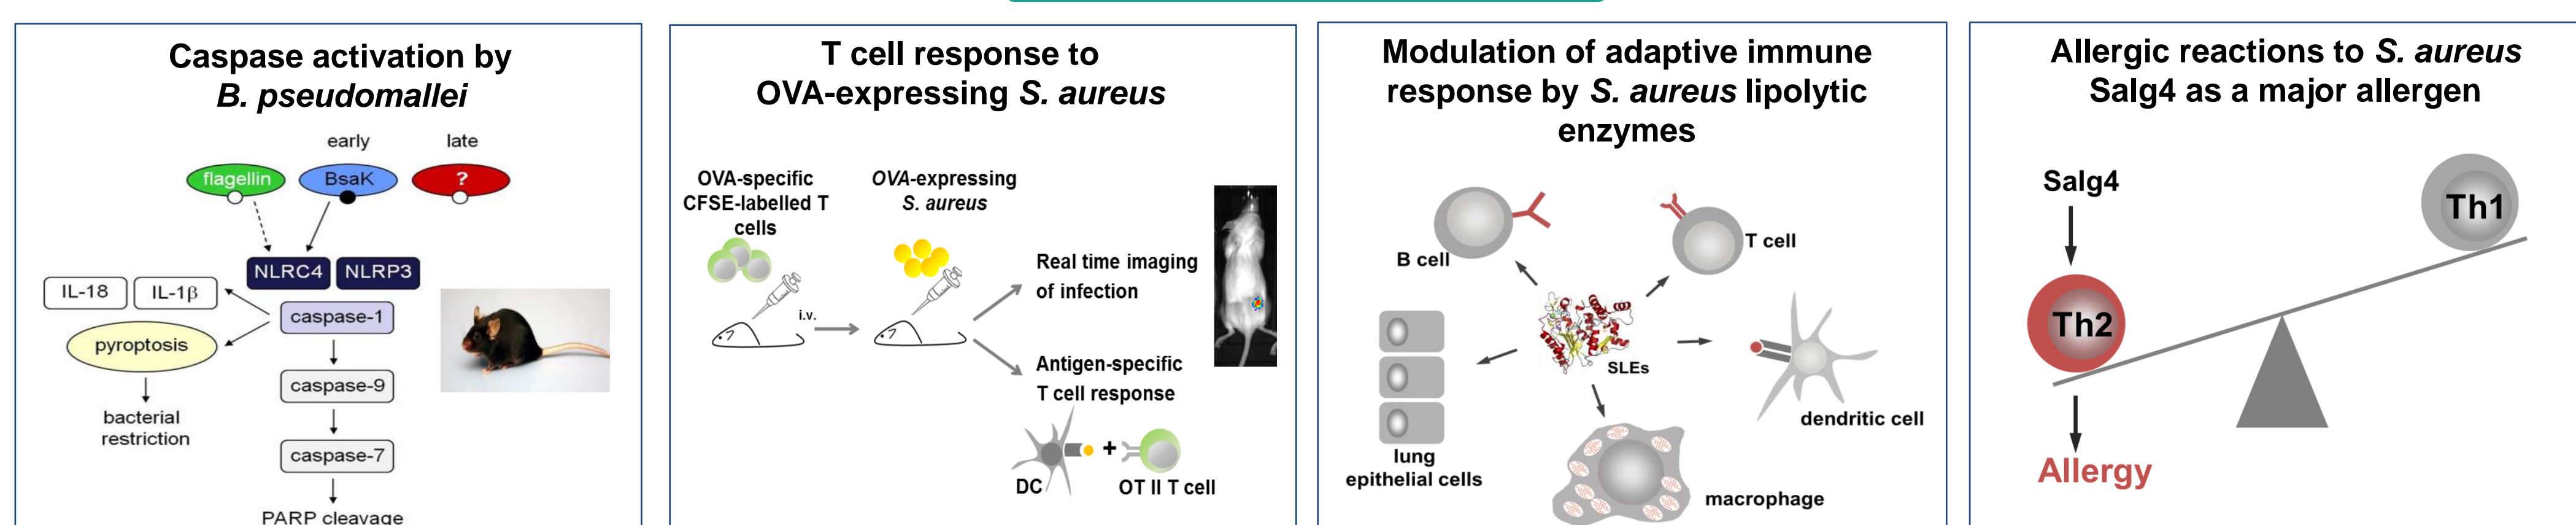 Caspase activation by
B. pseudomallei
early
late
flagellin
BsaK
?
NLRC4
NLRP3
IL-18
IL-1β
caspase-1
pyroptosis
caspase-9
bacterial
restriction
caspase-7
PARP cleavage
T cell response to
OVA-expressing S. aureus
OVA-specific
CFSE-labelled T
cells
OVA-expressing
S. aureus
i.v.
Real time imaging
of infection
Antigen-specific
T cell response
+
DC
OT II T cell
Modulation of adaptive immune
response by S. aureus lipolytic
enzymes
B cell
T cell
SLEs
dendritic cell
lung
epithelial cells
macrophage
Allergic reactions to S. aureus
Salg4 as a major allergen
Salg4
Th1
Th2
Allergy